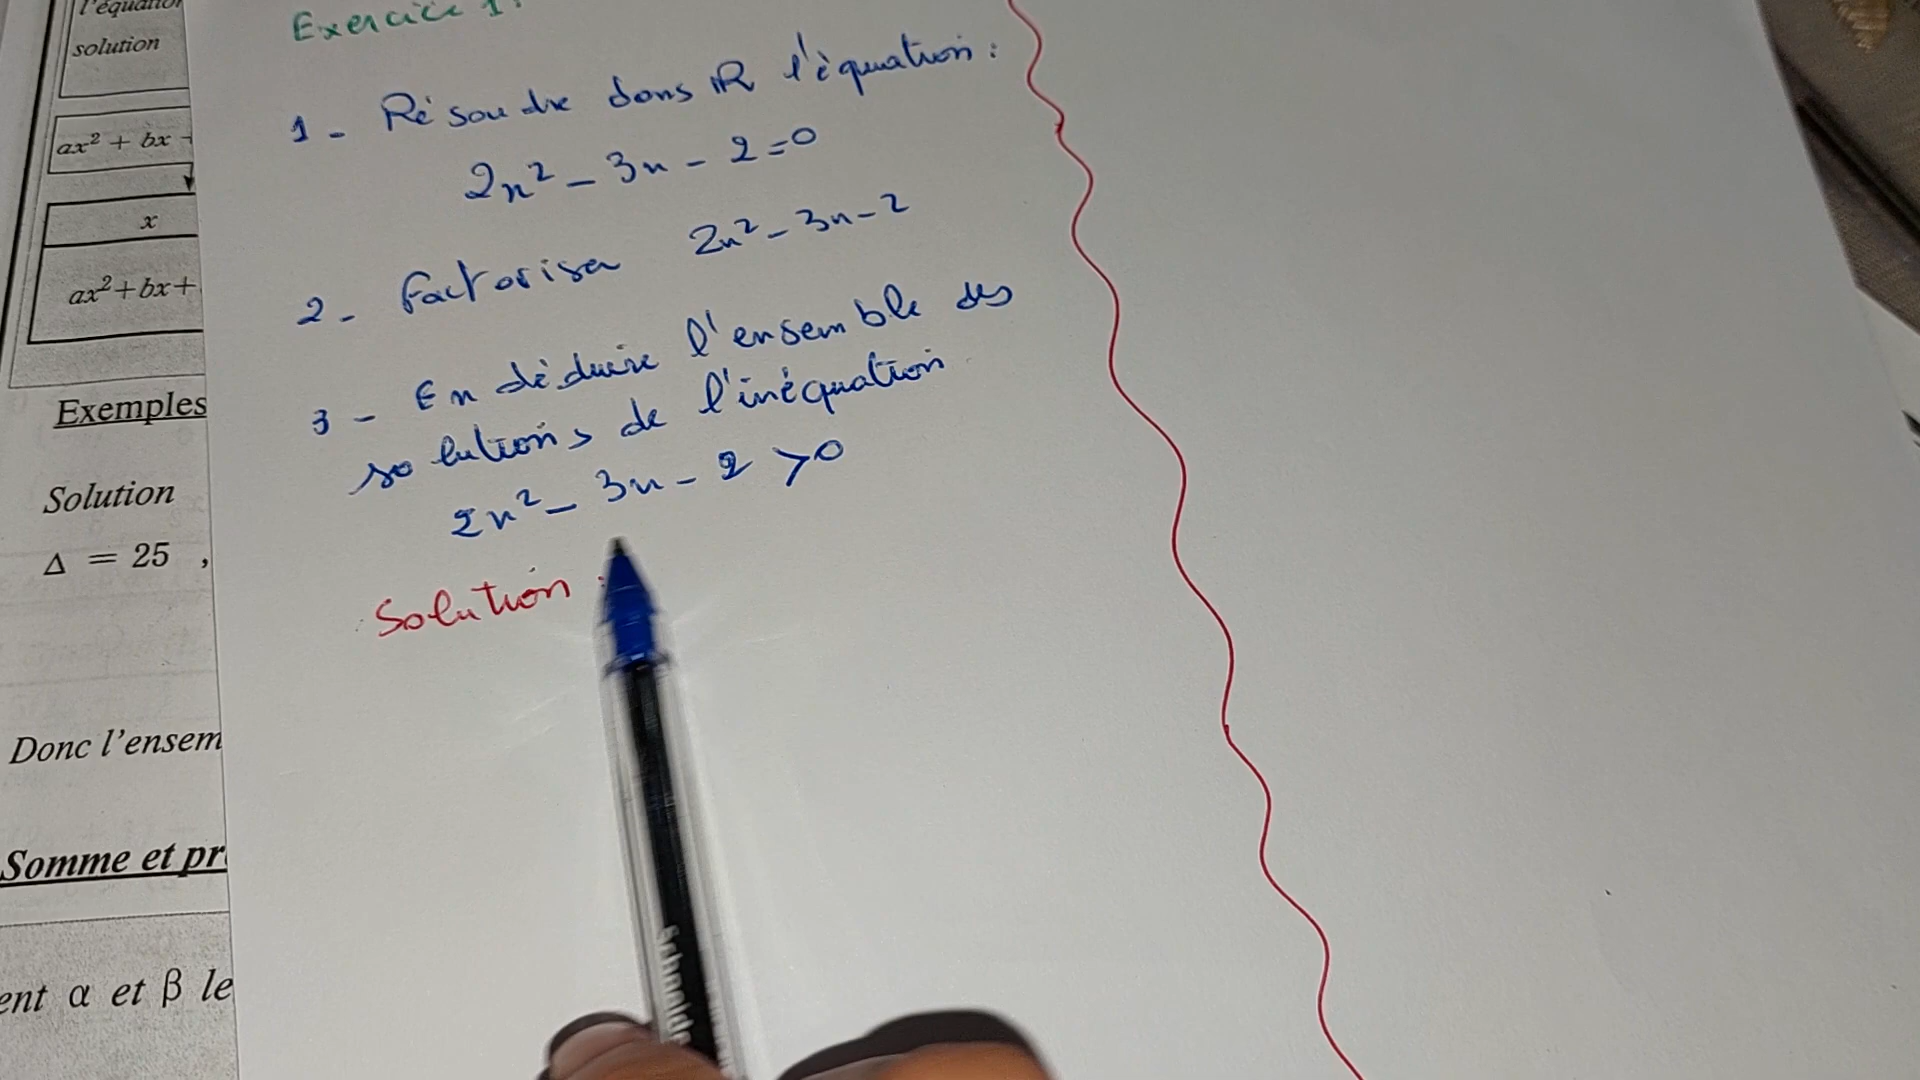 l'équation
solution
ax² + bx
x
ax²+bx+
Exemples
Solution
Δ = 25 ,
Donc l'ensem
Somme et pr
ent α et β le
Exercice 1:
1 - Résoudre dans ℝ l'équation :
2x² - 3x - 2 = 0
2 - factoriser 2x² - 3x - 2
3 - En déduire l'ensemble des
solutions de l'inéquation
2x² - 3x - 2 > 0
Solution :
Schneider